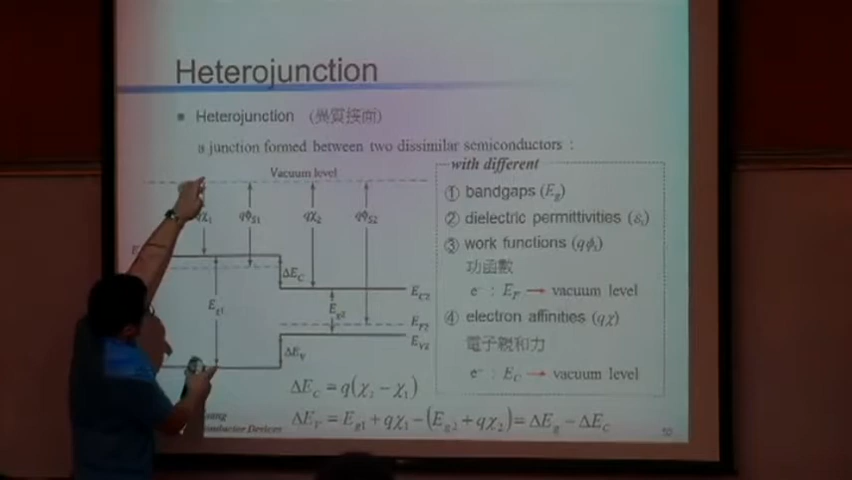 Heterojunction
Heterojunction (異質接面)
a junction formed between two dissimilar semiconductors :
with different
① bandgaps (E_g)
② dielectric permittivities (ε_s)
③ work functions (qϕ_s)
功函數
e⁻ : E_F → vacuum level
④ electron affinities (qχ)
電子親和力
e⁻ : E_C → vacuum level
Vacuum level
qχ₁ qϕ_S1 qχ₂ qϕ_S2
ΔE_C
E_C2
E_g1
E_g2
E_F2
E_V2
ΔE_V
ΔE_C = q(χ₂ − χ₁)
ΔE_V = E_g1 + qχ₁ − (E_g2 + qχ₂) = ΔE_g − ΔE_C
Devices
50